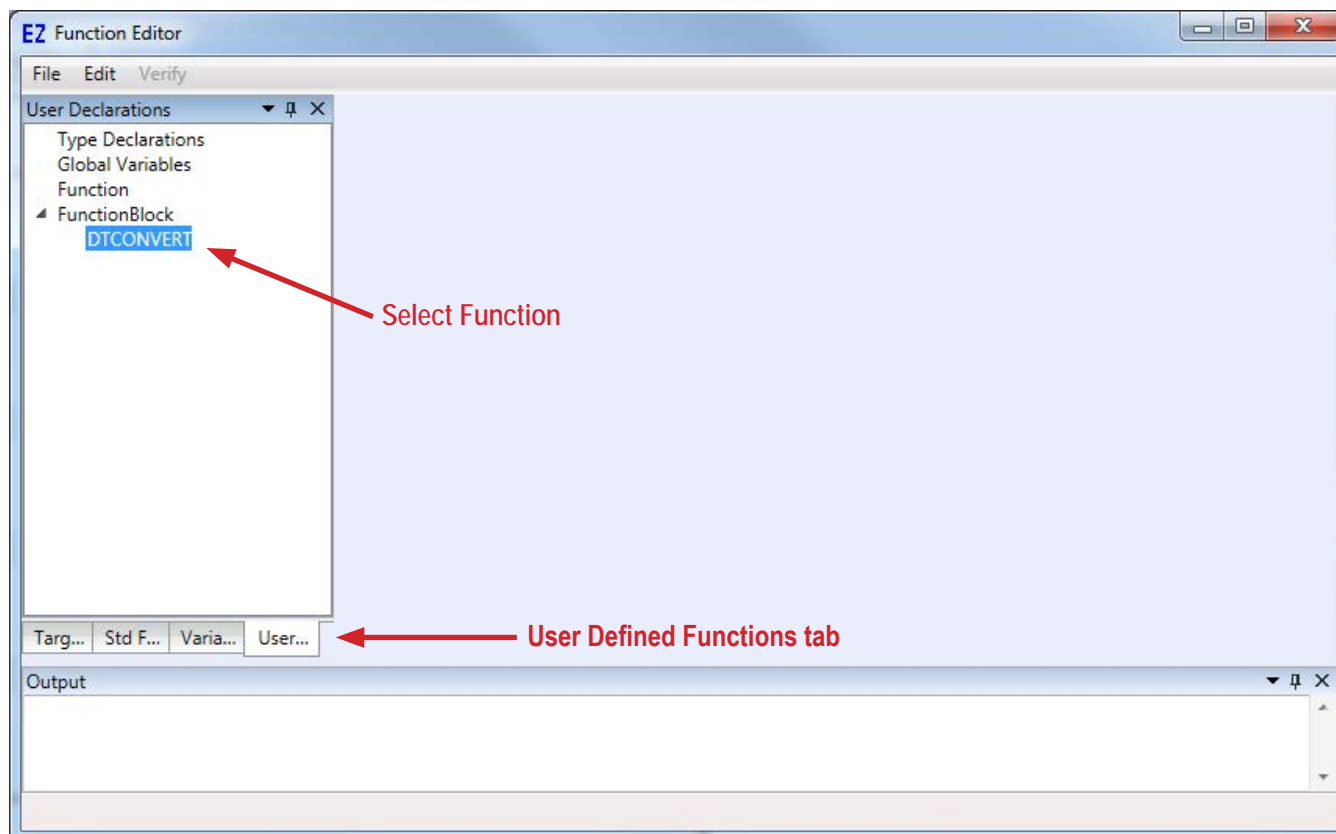 EZ Function Editor
File Edit Verify
User Declarations
Type Declarations
Global Variables
Function
FunctionBlock
DTCONVERT
Select Function
Targ... Std F... Varia... User...
User Defined Functions tab
Output